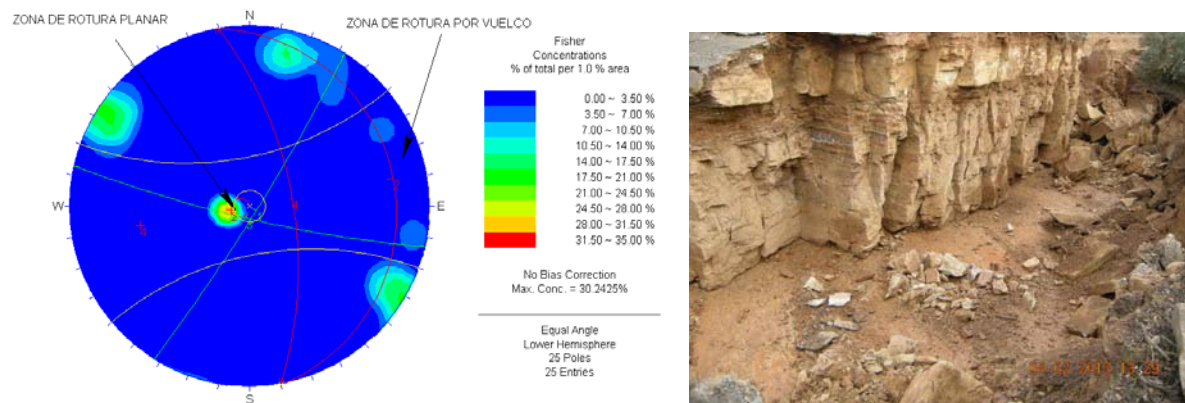 ZONA DE ROTURA PLANAR
ZONA DE ROTURA POR VUELCO
N
W
E
S
Fisher
Concentrations
% of total per 1.0 % area
0.00 ~ 3.50 %
3.50 ~ 7.00 %
7.00 ~ 10.50 %
10.50 ~ 14.00 %
14.00 ~ 17.50 %
17.50 ~ 21.00 %
21.00 ~ 24.50 %
24.50 ~ 28.00 %
28.00 ~ 31.50 %
31.50 ~ 35.00 %
No Bias Correction
Max. Conc. = 30.2425%
Equal Angle
Lower Hemisphere
25 Poles
25 Entries